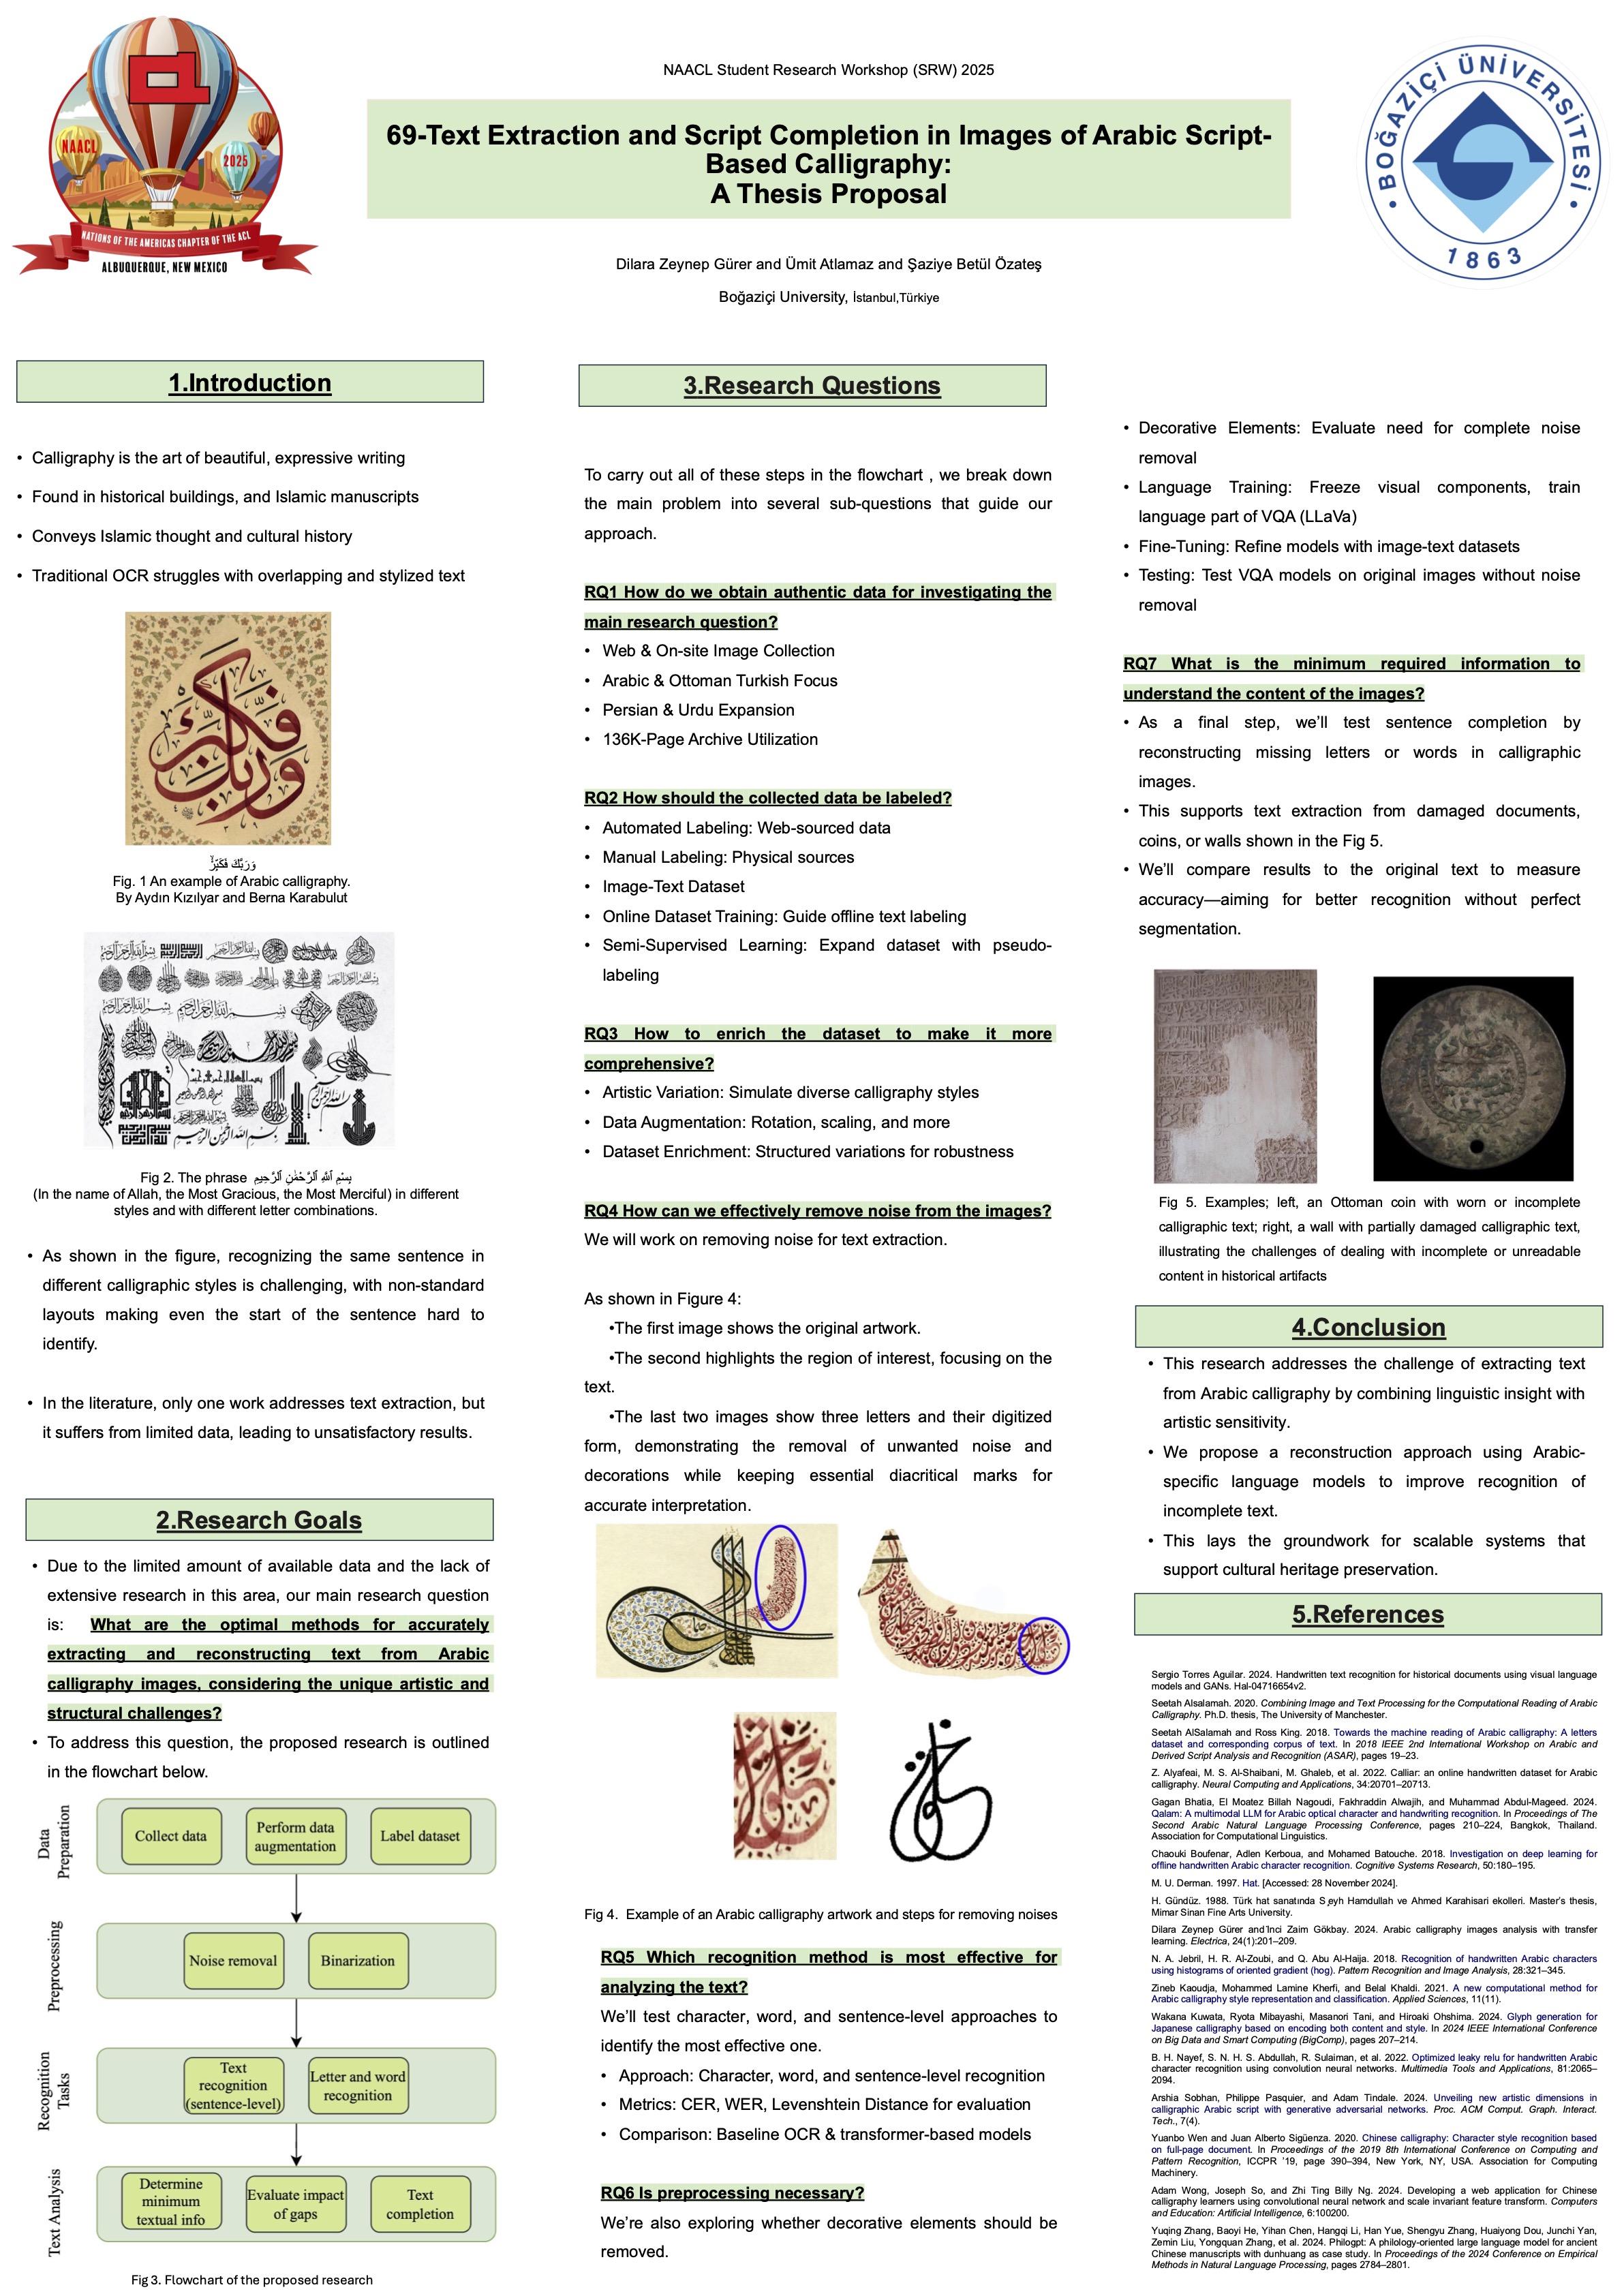 NAACL
2025
NATIONS OF THE AMERICAS CHAPTER OF THE ACL
ALBUQUERQUE, NEW MEXICO
NAACL Student Research Workshop (SRW) 2025
69-Text Extraction and Script Completion in Images of Arabic Script-
Based Calligraphy:
A Thesis Proposal
Dilara Zeynep Gürer and Ümit Atlamaz and Şaziye Betül Özateş
Boğaziçi University, İstanbul,Türkiye
• BOĞAZİÇİ ÜNİVERSİTESİ •
1863
1.Introduction
• Calligraphy is the art of beautiful, expressive writing
• Found in historical buildings, and Islamic manuscripts
• Conveys Islamic thought and cultural history
• Traditional OCR struggles with overlapping and stylized text
وَرَبَّكَ فَكَبِّرْ
Fig. 1 An example of Arabic calligraphy.
By Aydın Kızılyar and Berna Karabulut
Fig 2. The phrase بِسْمِ ٱللَّهِ ٱلرَّحْمَٰنِ ٱلرَّحِيمِ
(In the name of Allah, the Most Gracious, the Most Merciful) in different
styles and with different letter combinations.
• As shown in the figure, recognizing the same sentence in
different calligraphic styles is challenging, with non-standard
layouts making even the start of the sentence hard to
identify.
• In the literature, only one work addresses text extraction, but
it suffers from limited data, leading to unsatisfactory results.
2.Research Goals
• Due to the limited amount of available data and the lack of
extensive research in this area, our main research question
is: What are the optimal methods for accurately
extracting and reconstructing text from Arabic
calligraphy images, considering the unique artistic and
structural challenges?
• To address this question, the proposed research is outlined
in the flowchart below.
Data
Preparation
Collect data
Perform data
augmentation
Label dataset
Preprocessing
Noise removal
Binarization
Recognition
Tasks
Text
recognition
(sentence-level)
Letter and word
recognition
Text Analysis
Determine
minimum
textual info
Evaluate impact
of gaps
Text
completion
Fig 3. Flowchart of the proposed research
3.Research Questions
To carry out all of these steps in the flowchart , we break down
the main problem into several sub-questions that guide our
approach.
RQ1 How do we obtain authentic data for investigating the
main research question?
• Web & On-site Image Collection
• Arabic & Ottoman Turkish Focus
• Persian & Urdu Expansion
• 136K-Page Archive Utilization
RQ2 How should the collected data be labeled?
• Automated Labeling: Web-sourced data
• Manual Labeling: Physical sources
• Image-Text Dataset
• Online Dataset Training: Guide offline text labeling
• Semi-Supervised Learning: Expand dataset with pseudo-
labeling
RQ3 How to enrich the dataset to make it more
comprehensive?
• Artistic Variation: Simulate diverse calligraphy styles
• Data Augmentation: Rotation, scaling, and more
• Dataset Enrichment: Structured variations for robustness
RQ4 How can we effectively remove noise from the images?
We will work on removing noise for text extraction.
As shown in Figure 4:
•The first image shows the original artwork.
•The second highlights the region of interest, focusing on the
text.
•The last two images show three letters and their digitized
form, demonstrating the removal of unwanted noise and
decorations while keeping essential diacritical marks for
accurate interpretation.
Fig 4. Example of an Arabic calligraphy artwork and steps for removing noises
RQ5 Which recognition method is most effective for
analyzing the text?
We'll test character, word, and sentence-level approaches to
identify the most effective one.
• Approach: Character, word, and sentence-level recognition
• Metrics: CER, WER, Levenshtein Distance for evaluation
• Comparison: Baseline OCR & transformer-based models
RQ6 Is preprocessing necessary?
We're also exploring whether decorative elements should be
removed.
• Decorative Elements: Evaluate need for complete noise
removal
• Language Training: Freeze visual components, train
language part of VQA (LLaVa)
• Fine-Tuning: Refine models with image-text datasets
• Testing: Test VQA models on original images without noise
removal
RQ7 What is the minimum required information to
understand the content of the images?
• As a final step, we'll test sentence completion by
reconstructing missing letters or words in calligraphic
images.
• This supports text extraction from damaged documents,
coins, or walls shown in the Fig 5.
• We'll compare results to the original text to measure
accuracy—aiming for better recognition without perfect
segmentation.
Fig 5. Examples; left, an Ottoman coin with worn or incomplete
calligraphic text; right, a wall with partially damaged calligraphic text,
illustrating the challenges of dealing with incomplete or unreadable
content in historical artifacts
4.Conclusion
• This research addresses the challenge of extracting text
from Arabic calligraphy by combining linguistic insight with
artistic sensitivity.
• We propose a reconstruction approach using Arabic-
specific language models to improve recognition of
incomplete text.
• This lays the groundwork for scalable systems that
support cultural heritage preservation.
5.References
Sergio Torres Aguilar. 2024. Handwritten text recognition for historical documents using visual language
models and GANs. Hal-04716654v2.
Seetah Alsalamah. 2020. Combining Image and Text Processing for the Computational Reading of Arabic
Calligraphy. Ph.D. thesis, The University of Manchester.
Seetah AlSalamah and Ross King. 2018. Towards the machine reading of Arabic calligraphy: A letters
dataset and corresponding corpus of text. In 2018 IEEE 2nd International Workshop on Arabic and
Derived Script Analysis and Recognition (ASAR), pages 19–23.
Z. Alyafeai, M. S. Al-Shaibani, M. Ghaleb, et al. 2022. Calliar: an online handwritten dataset for Arabic
calligraphy. Neural Computing and Applications, 34:20701–20713.
Gagan Bhatia, El Moatez Billah Nagoudi, Fakhraddin Alwajih, and Muhammad Abdul-Mageed. 2024.
Qalam: A multimodal LLM for Arabic optical character and handwriting recognition. In Proceedings of The
Second Arabic Natural Language Processing Conference, pages 210–224, Bangkok, Thailand.
Association for Computational Linguistics.
Chaouki Boufenar, Adlen Kerboua, and Mohamed Batouche. 2018. Investigation on deep learning for
offline handwritten Arabic character recognition. Cognitive Systems Research, 50:180–195.
M. U. Derman. 1997. Hat. [Accessed: 28 November 2024].
H. Gündüz. 1988. Türk hat sanatında S¸eyh Hamdullah ve Ahmed Karahisari ekolleri. Master's thesis,
Mimar Sinan Fine Arts University.
Dilara Zeynep Gürer and İnci Zaim Gökbay. 2024. Arabic calligraphy images analysis with transfer
learning. Electrica, 24(1):201–209.
N. A. Jebril, H. R. Al-Zoubi, and Q. Abu Al-Haija. 2018. Recognition of handwritten Arabic characters
using histograms of oriented gradient (hog). Pattern Recognition and Image Analysis, 28:321–345.
Zineb Kaoudja, Mohammed Lamine Kherfi, and Belal Khaldi. 2021. A new computational method for
Arabic calligraphy style representation and classification. Applied Sciences, 11(11).
Wakana Kuwata, Ryota Mibayashi, Masanori Tani, and Hiroaki Ohshima. 2024. Glyph generation for
Japanese calligraphy based on encoding both content and style. In 2024 IEEE International Conference
on Big Data and Smart Computing (BigComp), pages 207–214.
B. H. Nayef, S. N. H. S. Abdullah, R. Sulaiman, et al. 2022. Optimized leaky relu for handwritten Arabic
character recognition using convolution neural networks. Multimedia Tools and Applications, 81:2065–
2094.
Arshia Sobhan, Philippe Pasquier, and Adam Tindale. 2024. Unveiling new artistic dimensions in
calligraphic Arabic script with generative adversarial networks. Proc. ACM Comput. Graph. Interact.
Tech., 7(4).
Yuanbo Wen and Juan Alberto Sigüenza. 2020. Chinese calligraphy: Character style recognition based
on full-page document. In Proceedings of the 2019 8th International Conference on Computing and
Pattern Recognition, ICCPR '19, page 390–394, New York, NY, USA. Association for Computing
Machinery.
Adam Wong, Joseph So, and Zhi Ting Billy Ng. 2024. Developing a web application for Chinese
calligraphy learners using convolutional neural network and scale invariant feature transform. Computers
and Education: Artificial Intelligence, 6:100200.
Yuqing Zhang, Baoyi He, Yihan Chen, Hangqi Li, Han Yue, Shengyu Zhang, Huaiyong Dou, Junchi Yan,
Zemin Liu, Yongquan Zhang, et al. 2024. Philogpt: A philology-oriented large language model for ancient
Chinese manuscripts with dunhuang as case study. In Proceedings of the 2024 Conference on Empirical
Methods in Natural Language Processing, pages 2784–2801.